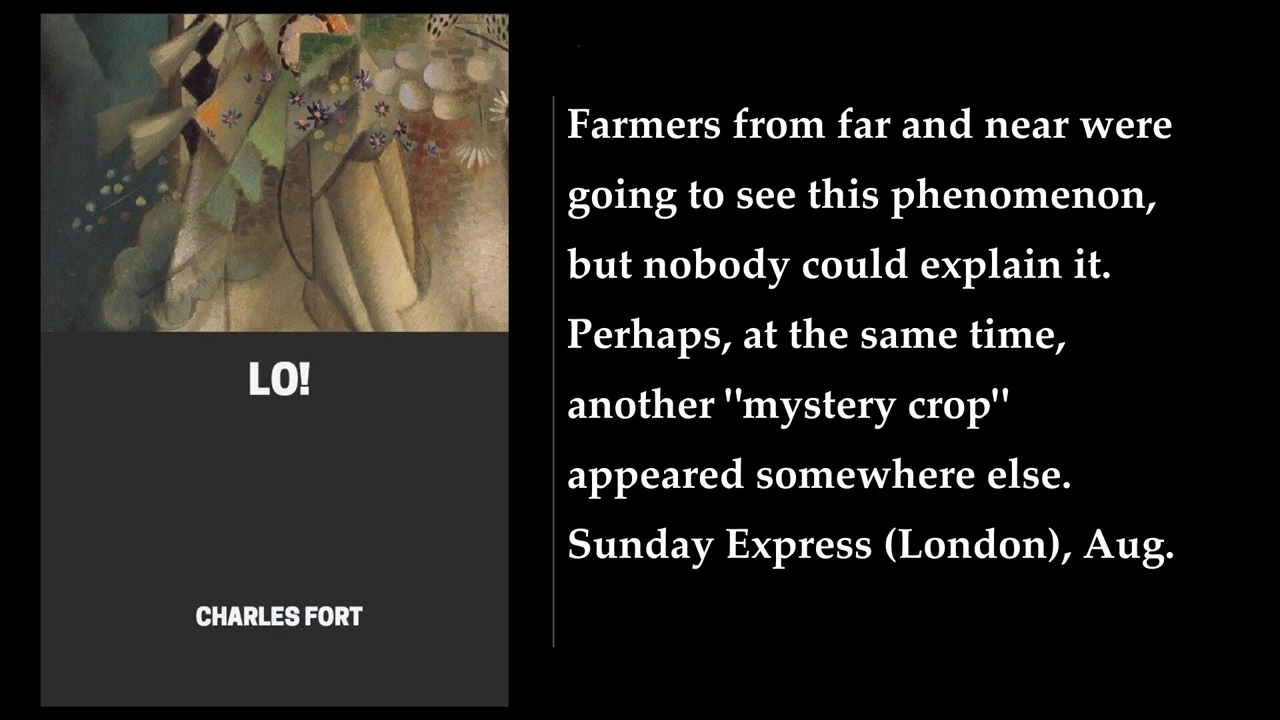 LO!
CHARLES FORT
Farmers from far and near were
going to see this phenomenon,
but nobody could explain it.
Perhaps, at the same time,
another "mystery crop"
appeared somewhere else.
Sunday Express (London), Aug.